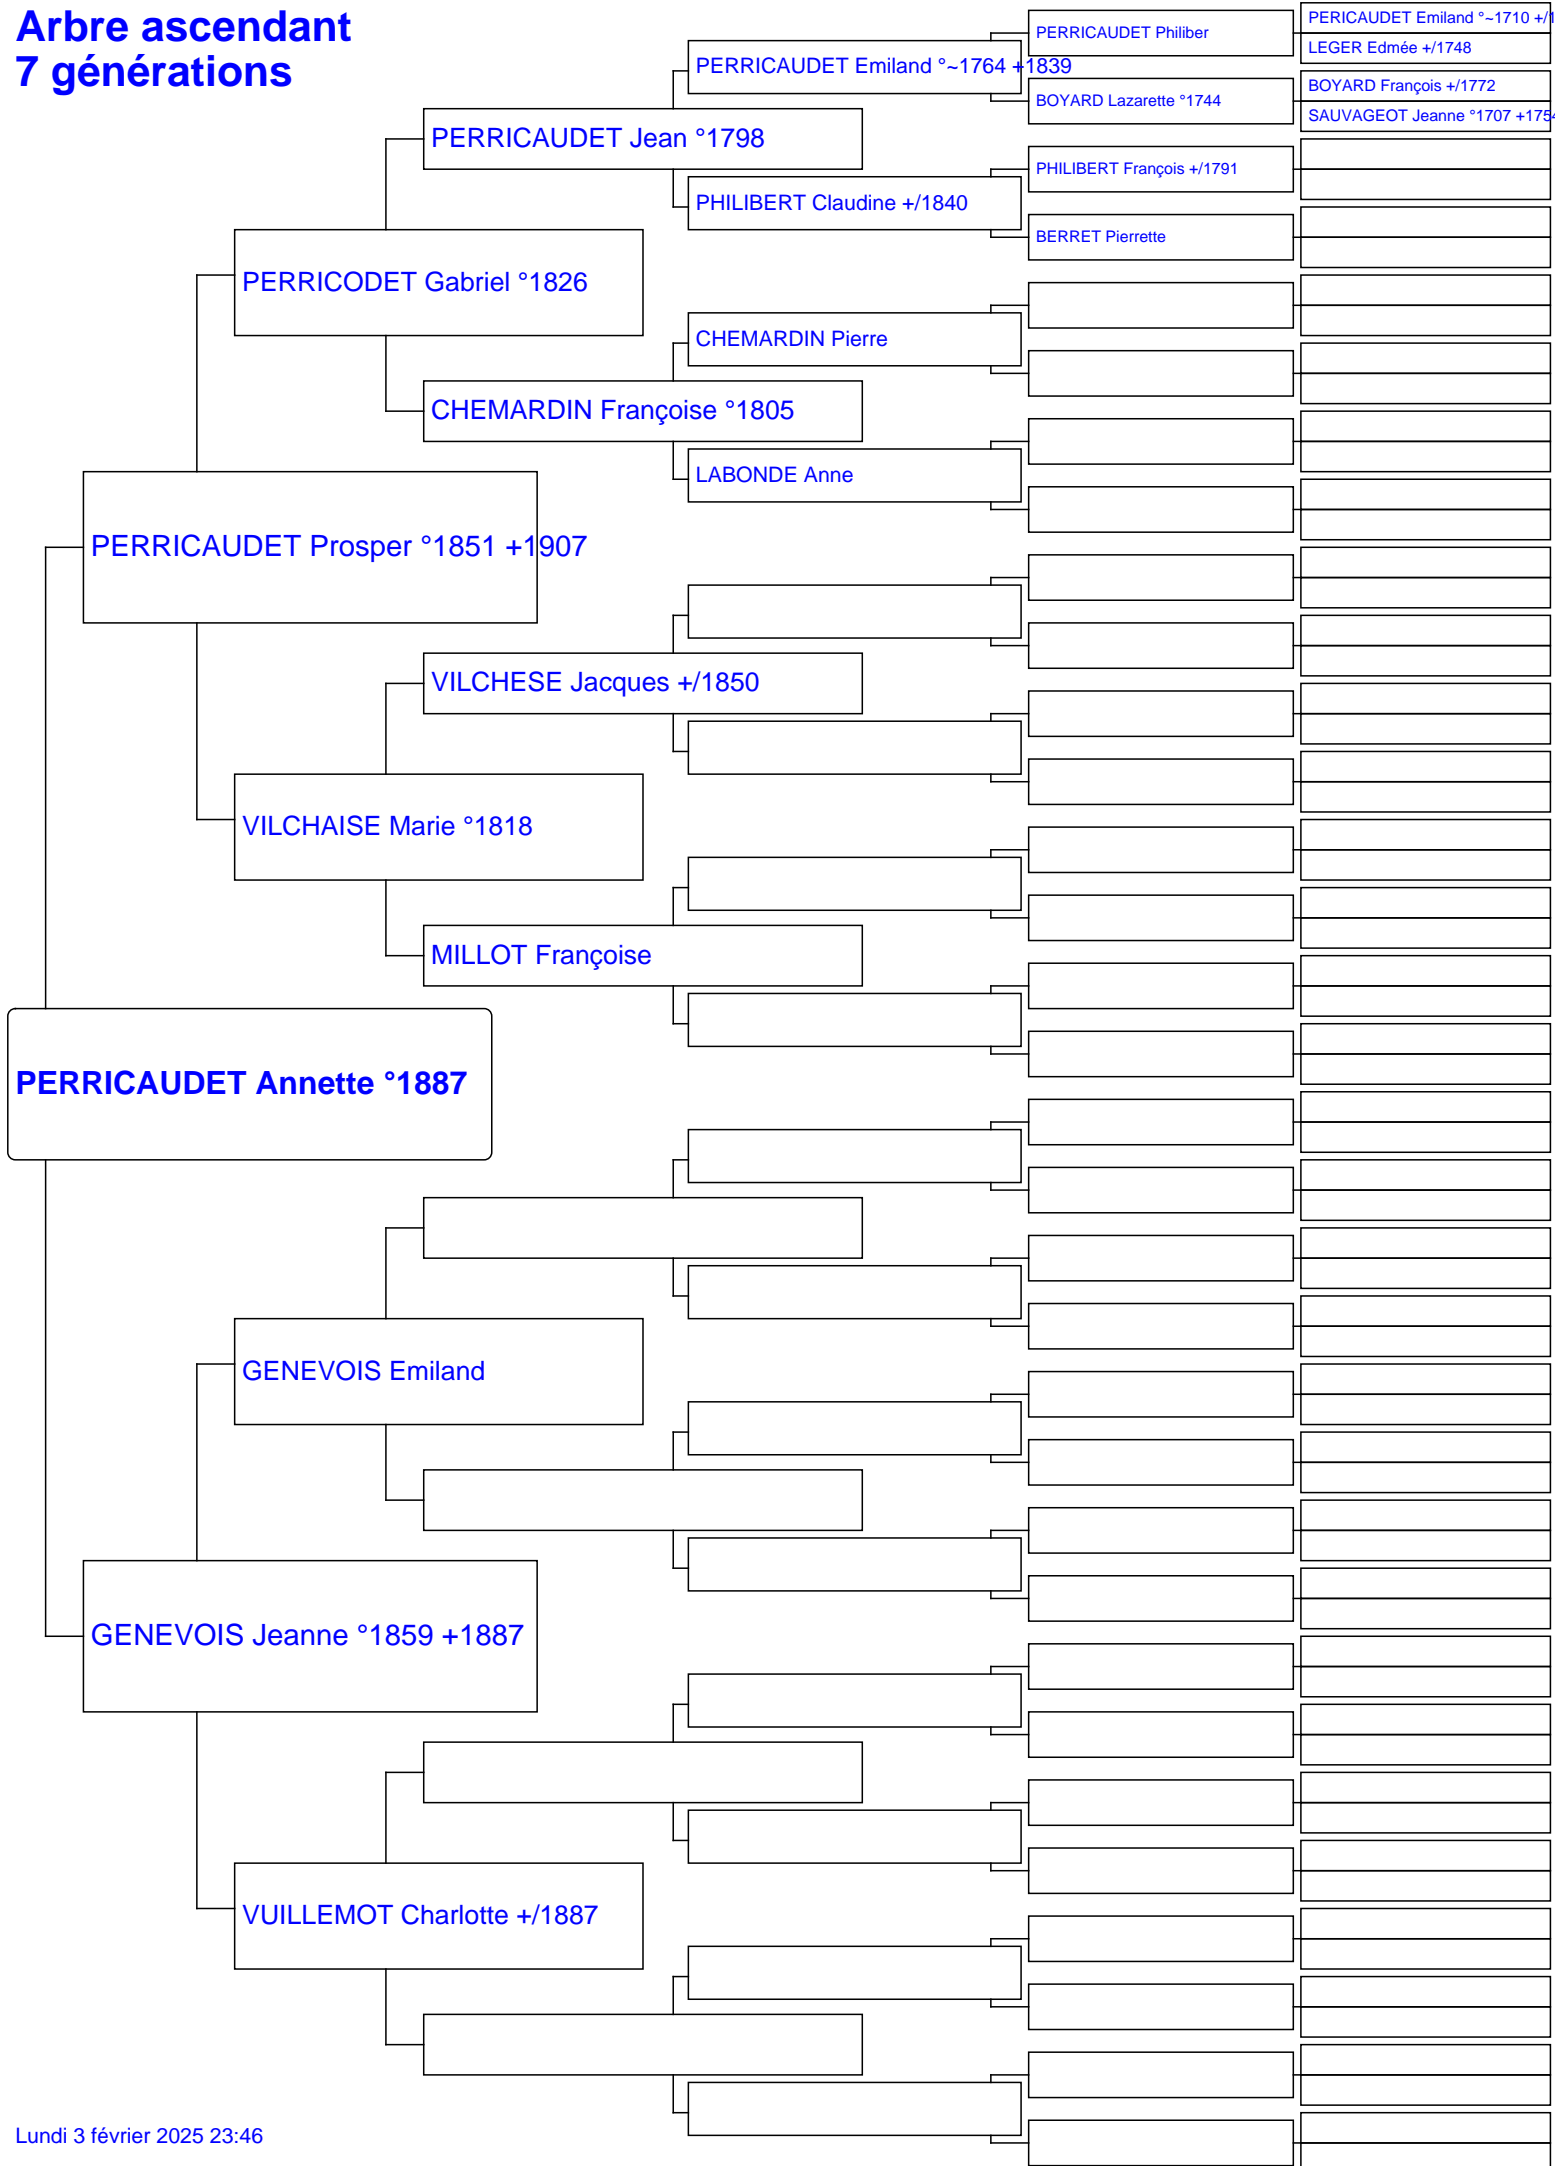 Arbre ascendant
7 générations
PERICAUDET Emiland °~1710 +/1
PERRICAUDET Philiber
LEGER Edmée +/1748
PERRICAUDET Emiland °~1764 +1839
BOYARD François +/1772
BOYARD Lazarette °1744
SAUVAGEOT Jeanne °1707 +1754
PERRICAUDET Jean °1798
PHILIBERT François +/1791
PHILIBERT Claudine +/1840
BERRET Pierrette
PERRICODET Gabriel °1826
CHEMARDIN Pierre
CHEMARDIN Françoise °1805
LABONDE Anne
PERRICAUDET Prosper °1851 +1907
VILCHESE Jacques +/1850
VILCHAISE Marie °1818
MILLOT Françoise
PERRICAUDET Annette °1887
GENEVOIS Emiland
GENEVOIS Jeanne °1859 +1887
VUILLEMOT Charlotte +/1887
Lundi 3 février 2025 23:46